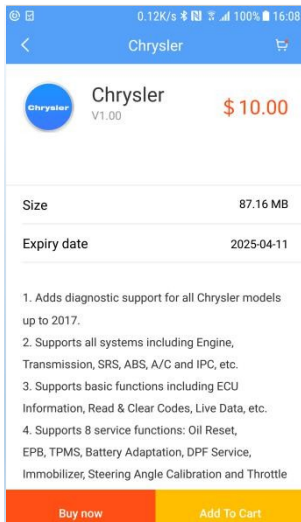 0.12K/s 100% 16:08
Chrysler
Chrysler
Chrysler
V1.00
$ 10.00
Size 87.16 MB
Expiry date 2025-04-11
1. Adds diagnostic support for all Chrysler models
up to 2017.
2. Supports all systems including Engine,
Transmission, SRS, ABS, A/C and IPC, etc.
3. Supports basic functions including ECU
Information, Read & Clear Codes, Live Data, etc.
4. Supports 8 service functions: Oil Reset,
EPB, TPMS, Battery Adaptation, DPF Service,
Immobilizer, Steering Angle Calibration and Throttle
Buy now Add To Cart